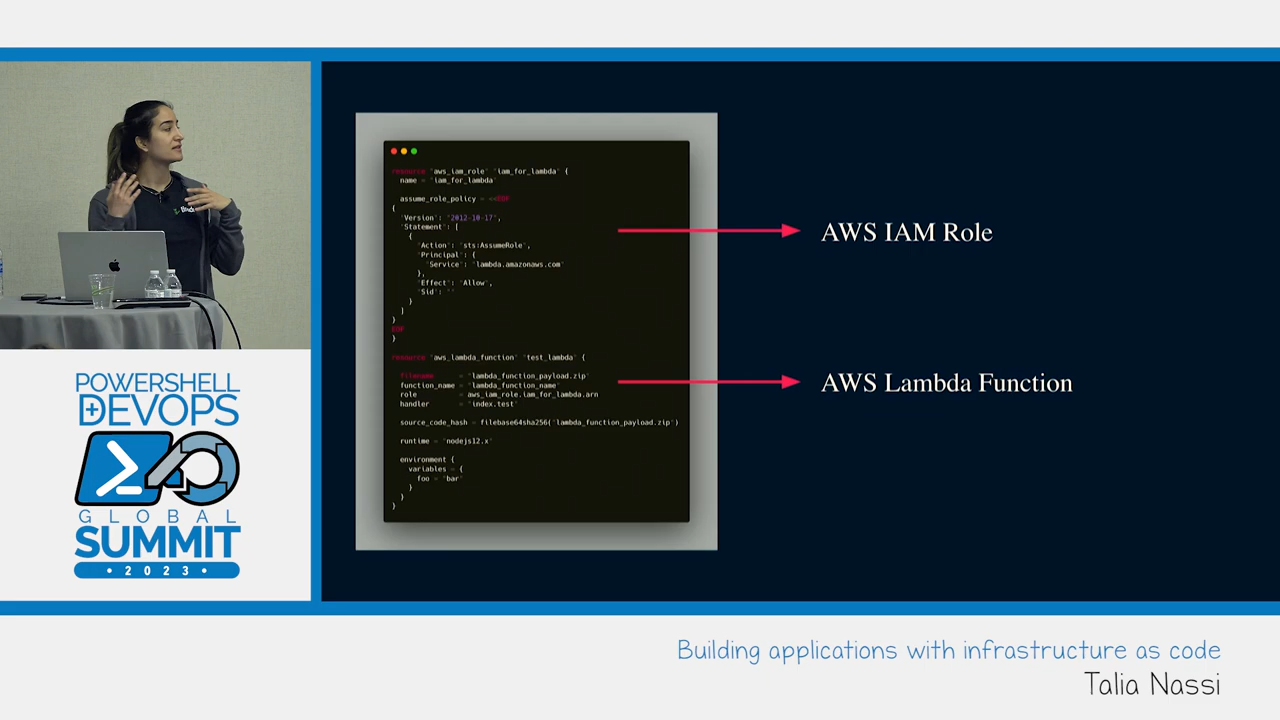 resource "aws_iam_role" "iam_for_lambda" {
name = "iam_for_lambda"
assume_role_policy = <<EOF
{
"Version": "2012-10-17",
"Statement": [
{
"Action": "sts:AssumeRole",
"Principal": {
"Service": "lambda.amazonaws.com"
},
"Effect": "Allow",
"Sid": ""
}
]
}
EOF
}
resource "aws_lambda_function" "test_lambda" {
filename = "lambda_function_payload.zip"
function_name = "lambda_function_name"
role = aws_iam_role.iam_for_lambda.arn
handler = "index.test"
source_code_hash = filebase64sha256("lambda_function_payload.zip")
runtime = "nodejs12.x"
environment {
variables = {
foo = "bar"
}
}
}
AWS IAM Role
AWS Lambda Function
POWERSHELL
+DEVOPS
GLOBAL
SUMMIT
• 2023 •
Building applications with infrastructure as code
Talia Nassi